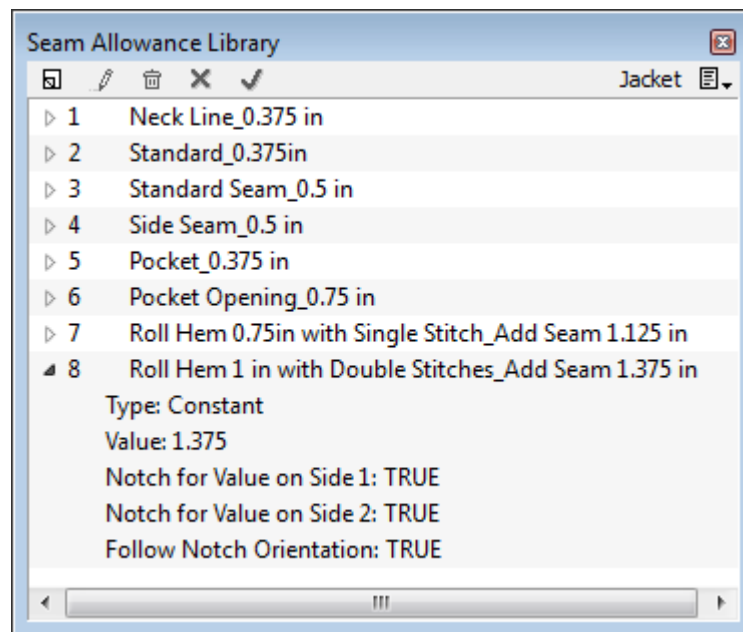 Seam Allowance Library
Jacket
1 Neck Line_0.375 in
2 Standard_0.375in
3 Standard Seam_0.5 in
4 Side Seam_0.5 in
5 Pocket_0.375 in
6 Pocket Opening_0.75 in
7 Roll Hem 0.75in with Single Stitch_Add Seam 1.125 in
8 Roll Hem 1 in with Double Stitches_Add Seam 1.375 in
Type: Constant
Value: 1.375
Notch for Value on Side 1: TRUE
Notch for Value on Side 2: TRUE
Follow Notch Orientation: TRUE